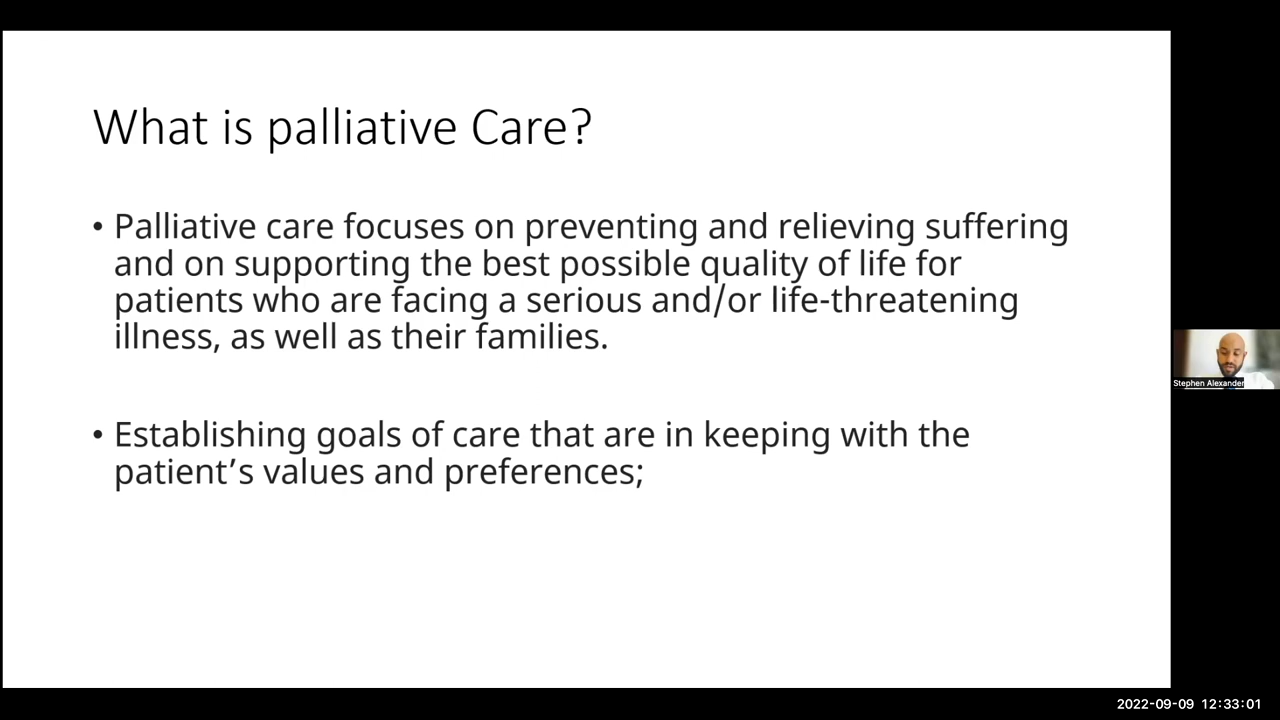 What is palliative Care?
• Palliative care focuses on preventing and relieving suffering
and on supporting the best possible quality of life for
patients who are facing a serious and/or life-threatening
illness, as well as their families.
• Establishing goals of care that are in keeping with the
patient’s values and preferences;
Stephen Alexander
2022-09-09 12:33:01